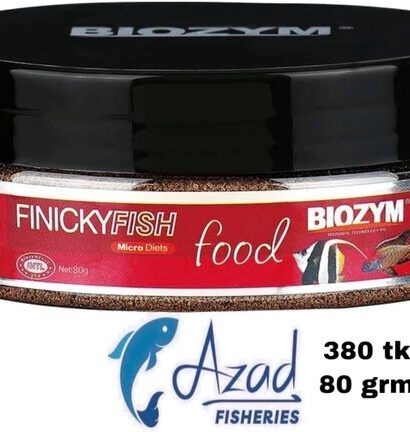 BIOZYM
FINICKYFISH
Micro Diets
food
BIOZYM®
Net:80g
Azad
FISHERIES
380 tk
80 grm